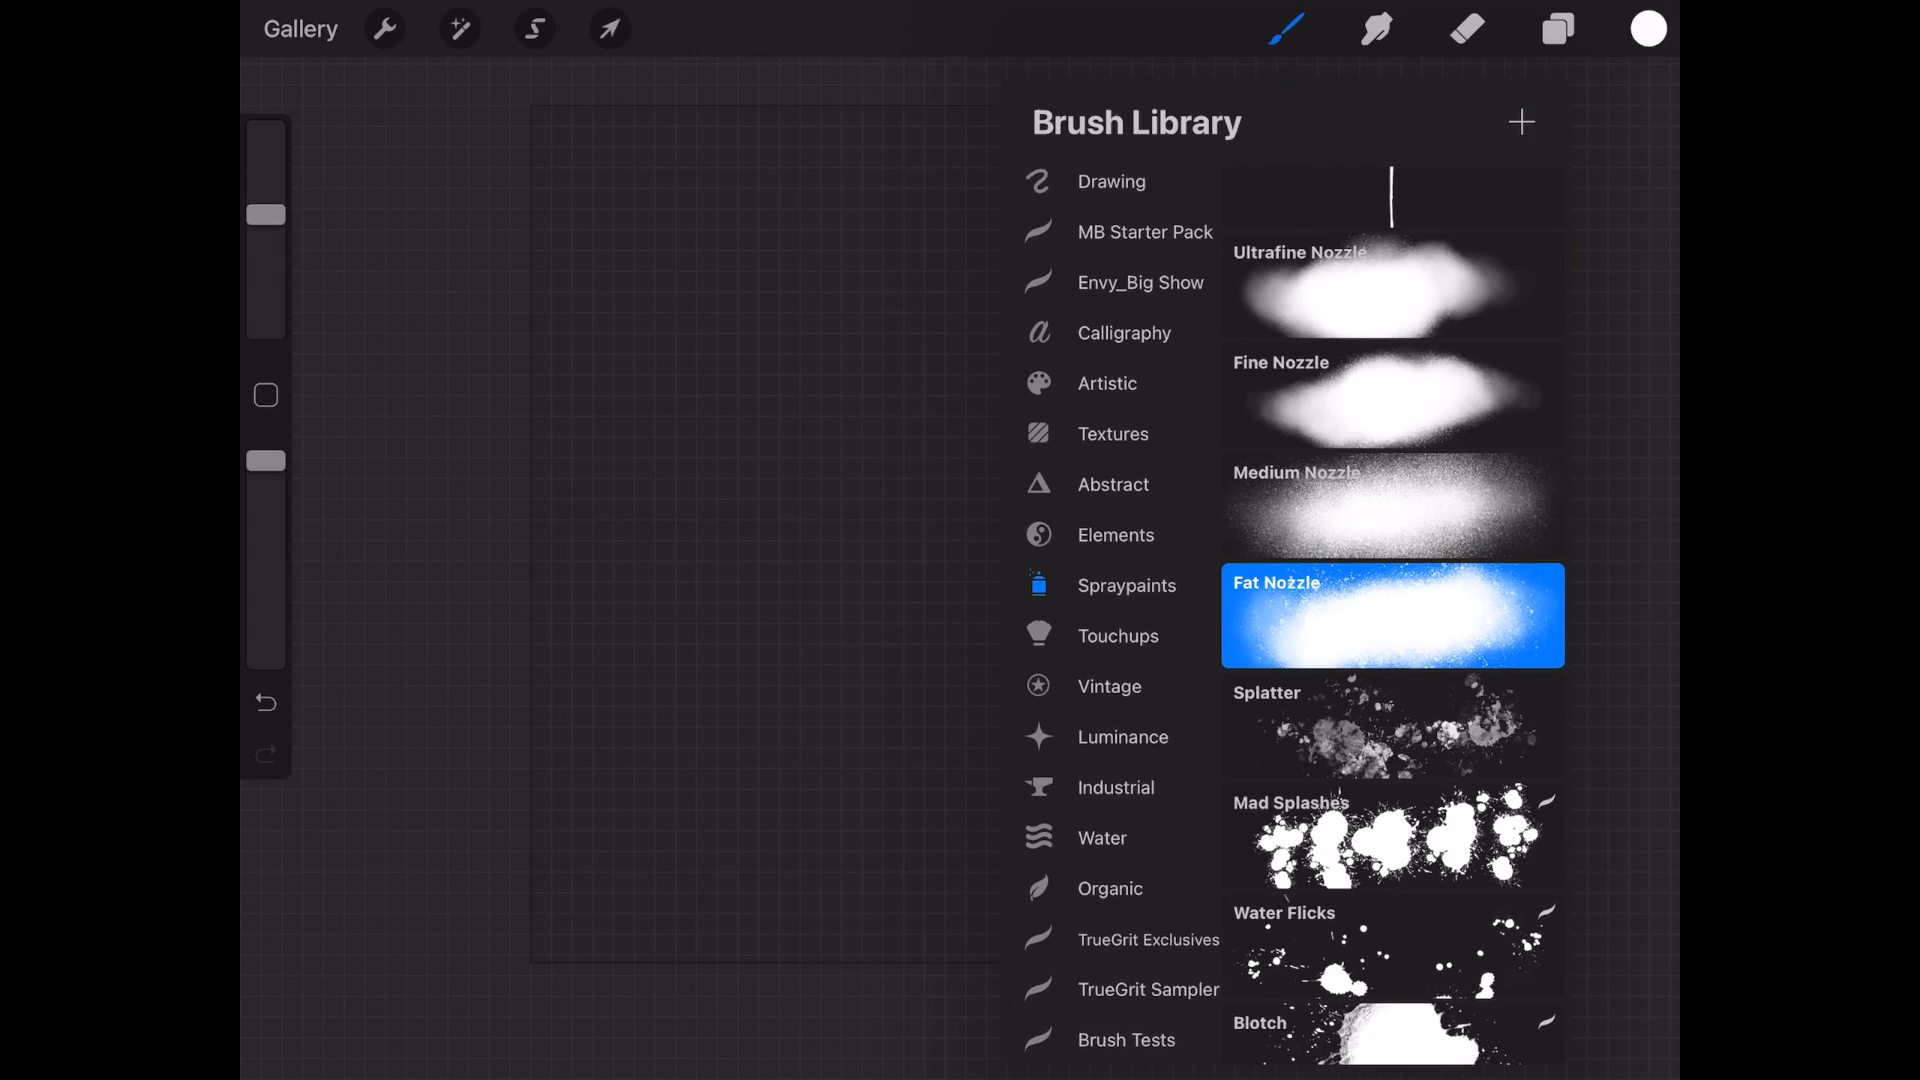 Gallery
Brush Library
Drawing
MB Starter Pack
Envy_Big Show
Calligraphy
Artistic
Textures
Abstract
Elements
Spraypaints
Touchups
Vintage
Luminance
Industrial
Water
Organic
TrueGrit Exclusives
TrueGrit Sampler
Brush Tests
Ultrafine Nozzle
Fine Nozzle
Medium Nozzle
Fat Nozzle
Splatter
Mad Splashes
Water Flicks
Blotch